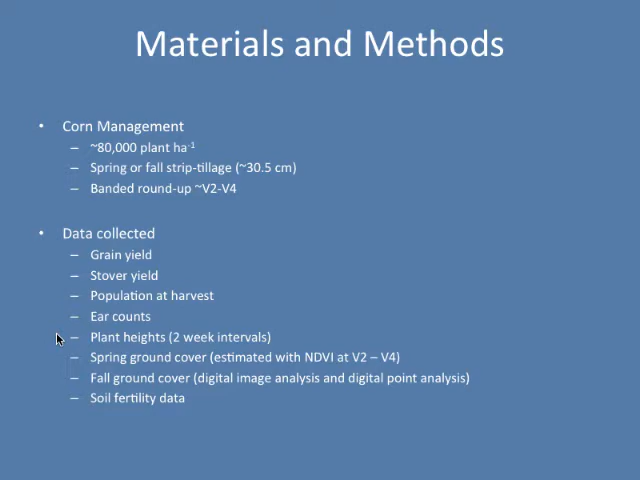 Materials and Methods
• Corn Management
– ~80,000 plant ha-1
– Spring or fall strip-tillage (~30.5 cm)
– Banded round-up ~V2-V4
• Data collected
– Grain yield
– Stover yield
– Population at harvest
– Ear counts
– Plant heights (2 week intervals)
– Spring ground cover (estimated with NDVI at V2 – V4)
– Fall ground cover (digital image analysis and digital point analysis)
– Soil fertility data